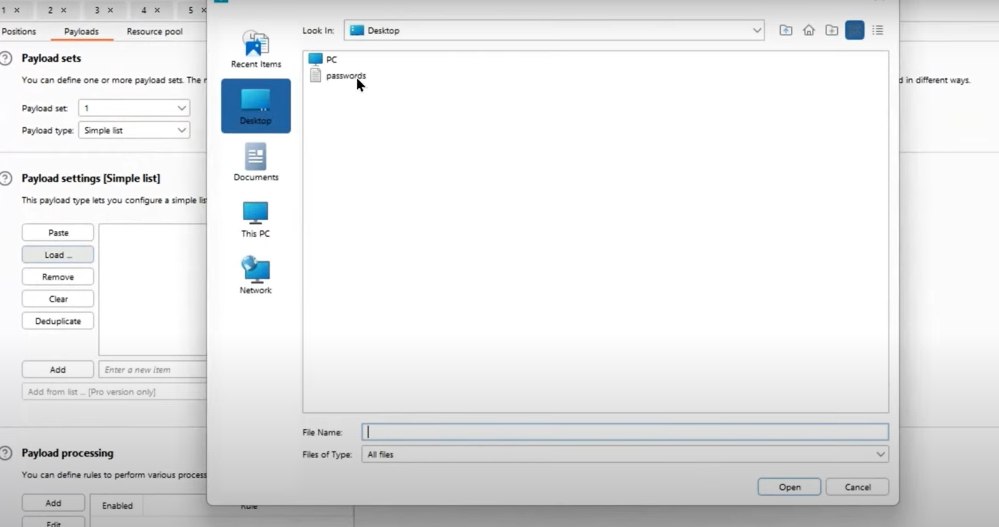 1 × 2 × 3 × 4 × 5 ×
Positions Payloads Resource pool
Payload sets
You can define one or more payload sets. The
d in different ways.
Payload set: 1
Payload type: Simple list
Payload settings [Simple list]
This payload type lets you configure a simple
Paste
Load ...
Remove
Clear
Deduplicate
Add Enter a new item
Add from list ... [Pro version only]
Payload processing
You can define rules to perform various
Add Enabled Rule
Edit
Look In: Desktop
Recent Items
Desktop
Documents
This PC
Network
PC
passwords
File Name:
Files of Type: All files
Open Cancel